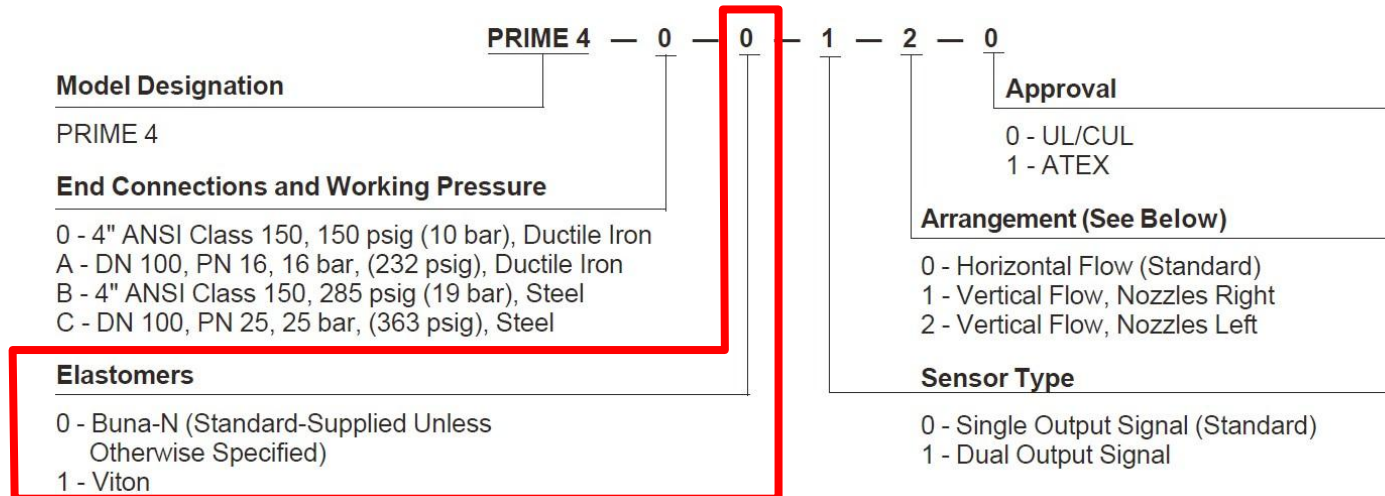 PRIME 4 — 0 — 0 — 1 — 2 — 0
Model Designation
PRIME 4
End Connections and Working Pressure
0 - 4" ANSI Class 150, 150 psig (10 bar), Ductile Iron
A - DN 100, PN 16, 16 bar, (232 psig), Ductile Iron
B - 4" ANSI Class 150, 285 psig (19 bar), Steel
C - DN 100, PN 25, 25 bar, (363 psig), Steel
Elastomers
0 - Buna-N (Standard-Supplied Unless
Otherwise Specified)
1 - Viton
Approval
0 - UL/CUL
1 - ATEX
Arrangement (See Below)
0 - Horizontal Flow (Standard)
1 - Vertical Flow, Nozzles Right
2 - Vertical Flow, Nozzles Left
Sensor Type
0 - Single Output Signal (Standard)
1 - Dual Output Signal